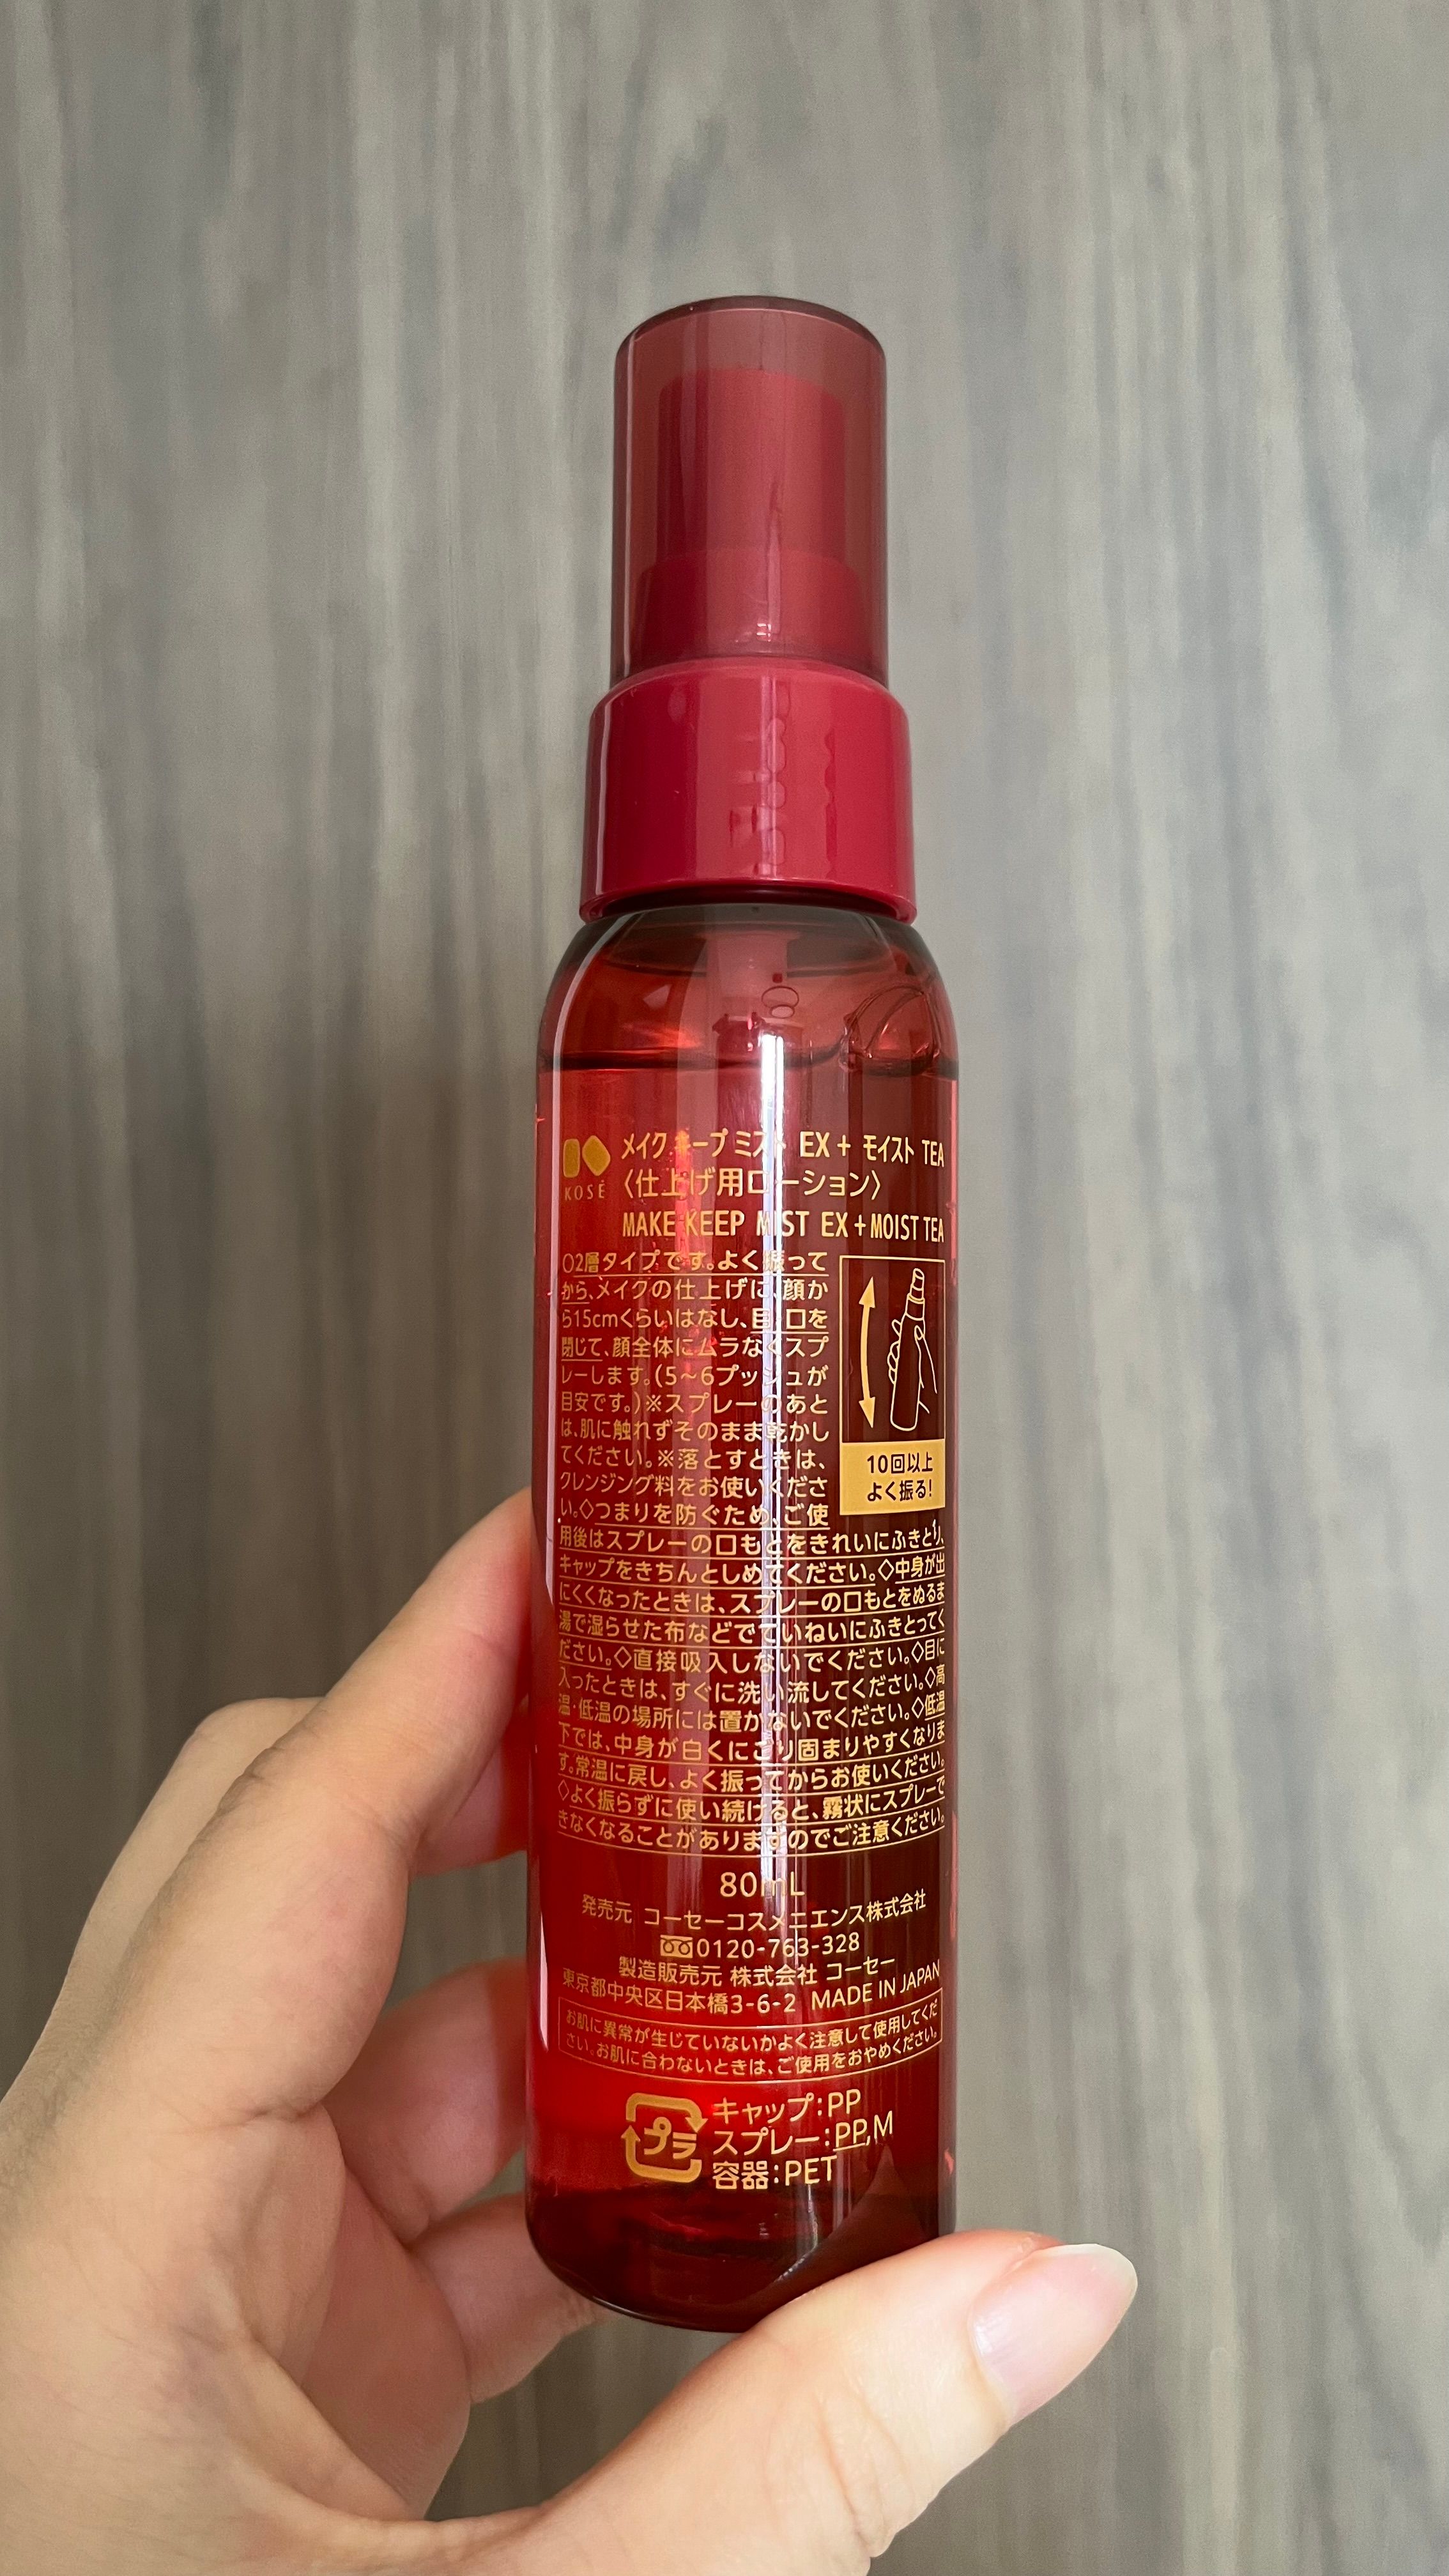 KOSÉ
メイク キープ ミスト EX+ モイスト TEA
〈仕上げ用ローション〉
MAKE KEEP MIST EX+MOIST TEA
○2層タイプです。よく振って
から、メイクの仕上げに、顔か
ら15cmくらいはなし、目、口を
閉じて、顔全体にムラなくスプ
レーします。(5～6プッシュが
目安です。)※スプレーのあと
は、肌に触れずそのまま乾かし
てください。※落とすときは、
クレンジング料をお使いくださ
い。◇つまりを防ぐため、ご使
用後はスプレーの口もとをきれいにふきとり、
キャップをきちんとしめてください。◇中身が出
にくくなったときは、スプレーの口もとをぬるま
湯で湿らせた布などでていねいにふきとってく
ださい。◇直接吸入しないでください。◇目に
入ったときは、すぐに洗い流してください。◇高
温・低温の場所には置かないでください。◇低温
下では、中身が白くにごり固まりやすくなりま
す。常温に戻し、よく振ってからお使いください。
◇よく振らずに使い続けると、霧状にスプレーで
きなくなることがありますのでご注意ください。
10回以上
よく振る!
80mL
発売元 コーセーコスメニエンス株式会社
0120-763-328
製造販売元 株式会社 コーセー
東京都中央区日本橋3-6-2 MADE IN JAPAN
お肌に異常が生じていないかよく注意して使用してくだ
さい。お肌に合わないときは、ご使用をおやめください。
プラ
キャップ:PP
スプレー:PP,M
容器:PET